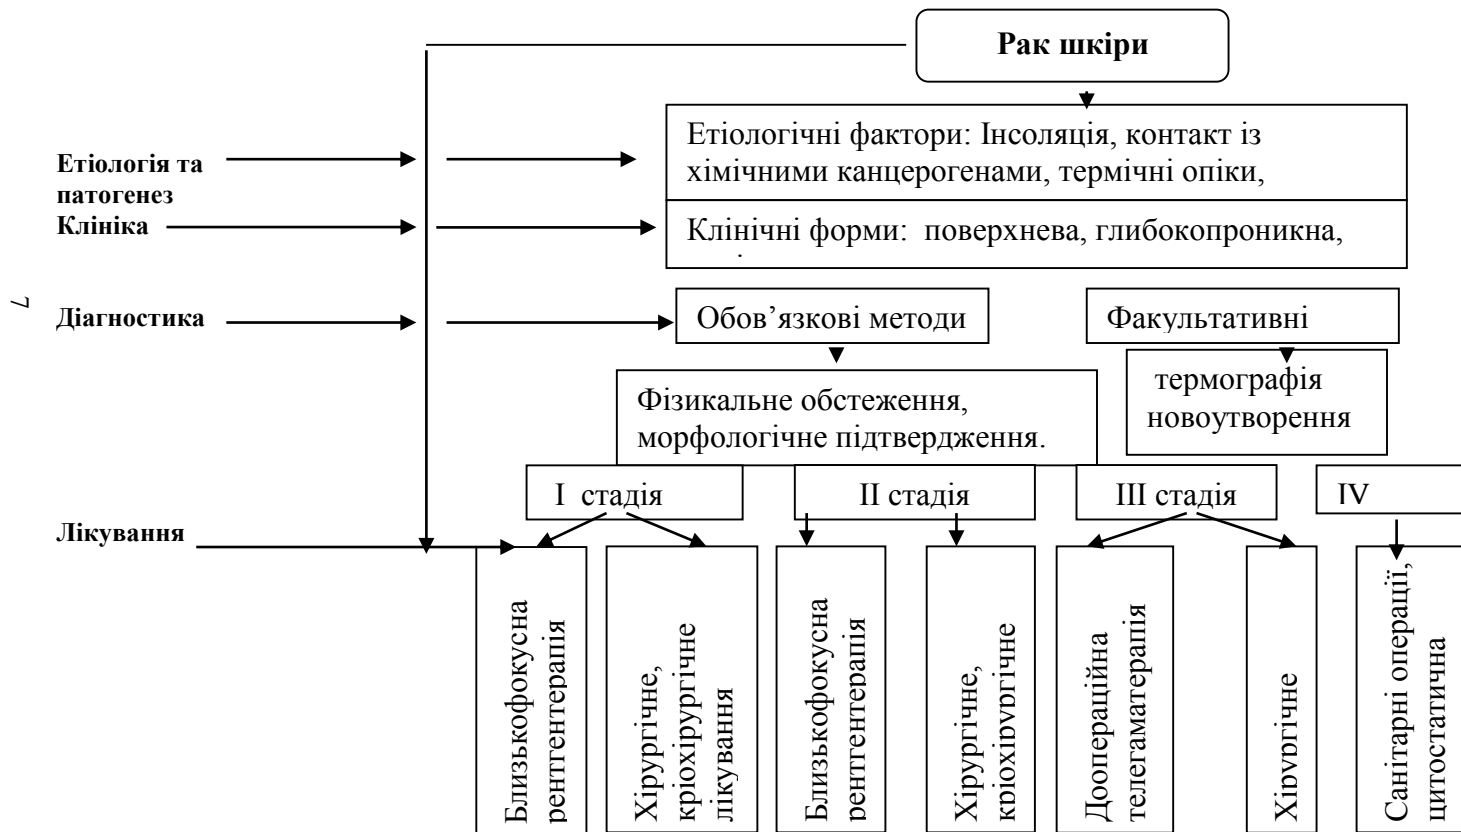 Рак шкіри
Етіологічні фактори: Інсоляція, контакт із
хімічними канцерогенами, термічні опіки,
Етіологія та
патогенез
Клініка
Клінічні форми: поверхнева, глибокопроникна,
7
Діагностика
Обов’язкові методи
Факультативні
Фізикальне обстеження,
морфологічне підтвердження.
термографія
новоутворення
І стадія
ІІ стадія
ІІІ стадія
IV
Лікування
Близькофокусна
рентгентерапія
Хірургічне,
кріохірургічне
лікування
Близькофокусна
рентгентерапія
Хірургічне,
кріохірургічне
Доопераційна
телегаматерапія
Хірургічне
Санітарні операції,
цитостатична